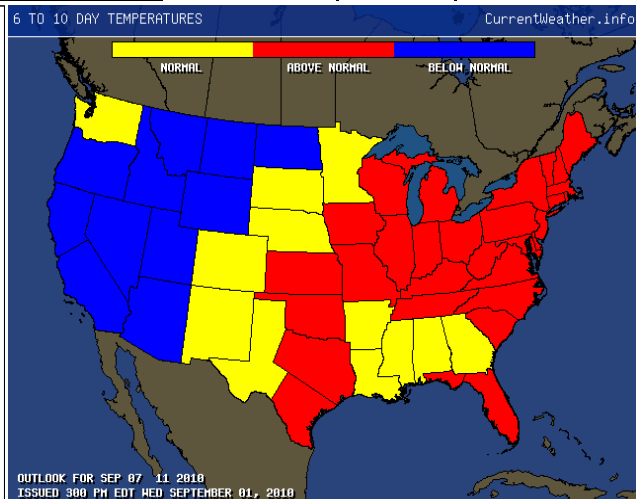 6 TO 10 DAY TEMPERATURES CurrentWeather.info
NORMAL ABOVE NORMAL BELOW NORMAL
OUTLOOK FOR SEP 07 11 2010
ISSUED 300 PM EDT WED SEPTEMBER 01, 2010